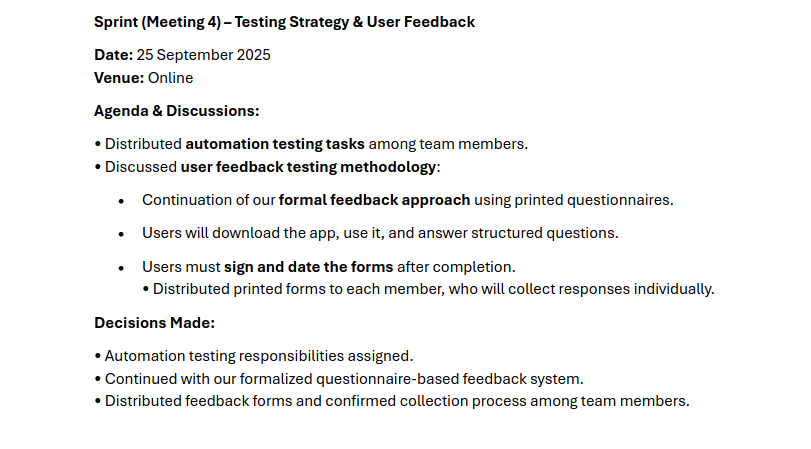 Sprint (Meeting 4) – Testing Strategy & User Feedback
Date: 25 September 2025
Venue: Online
Agenda & Discussions:
• Distributed automation testing tasks among team members.
• Discussed user feedback testing methodology:
• Continuation of our formal feedback approach using printed questionnaires.
• Users will download the app, use it, and answer structured questions.
• Users must sign and date the forms after completion.
• Distributed printed forms to each member, who will collect responses individually.
Decisions Made:
• Automation testing responsibilities assigned.
• Continued with our formalized questionnaire-based feedback system.
• Distributed feedback forms and confirmed collection process among team members.